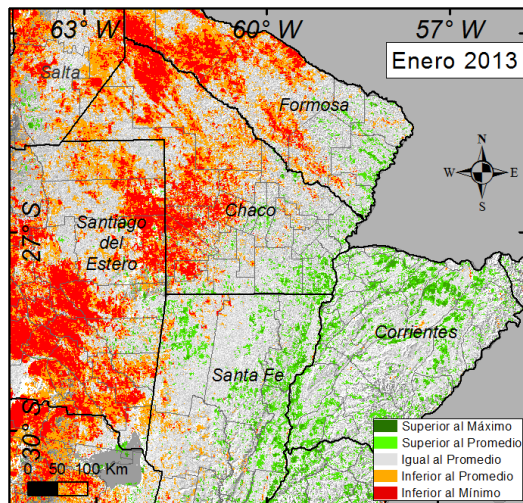 63° W
60° W
57° W
Enero 2013
Salta
Formosa
N
W
E
S
Chaco
Santiago
del
Estero
27° S
Corrientes
Santa Fe
30° S
0 50 100 Km
Superior al Máximo
Superior al Promedio
Igual al Promedio
Inferior al Promedio
Inferior al Mínimo